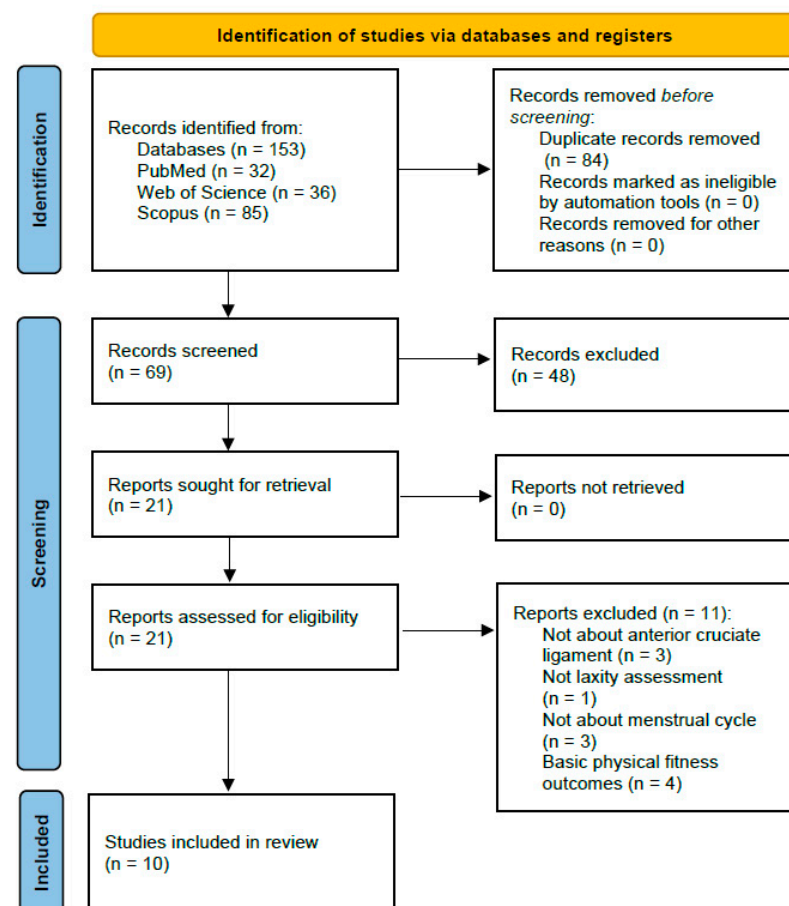 Identification of studies via databases and registers
Identification
Records identified from:
Databases (n = 153)
PubMed (n = 32)
Web of Science (n = 36)
Scopus (n = 85)
Records removed before
screening:
Duplicate records removed
(n = 84)
Records marked as ineligible
by automation tools (n = 0)
Records removed for other
reasons (n = 0)
Screening
Records screened
(n = 69)
Records excluded
(n = 48)
Reports sought for retrieval
(n = 21)
Reports not retrieved
(n = 0)
Reports assessed for eligibility
(n = 21)
Reports excluded (n = 11):
Not about anterior cruciate
ligament (n = 3)
Not laxity assessment
(n = 1)
Not about menstrual cycle
(n = 3)
Basic physical fitness
outcomes (n = 4)
Included
Studies included in review
(n = 10)